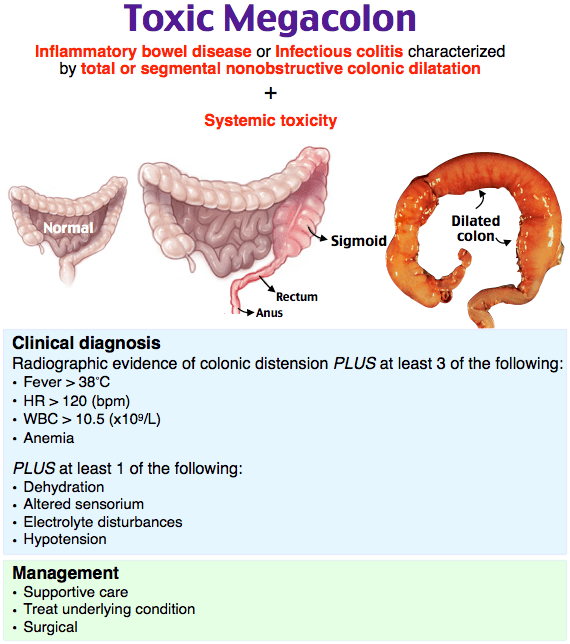 Toxic Megacolon
Inflammatory bowel disease or Infectious colitis characterized
by total or segmental nonobstructive colonic dilatation
+
Systemic toxicity
Normal
Sigmoid
Rectum
Anus
Dilated
colon
Clinical diagnosis
Radiographic evidence of colonic distension PLUS at least 3 of the following:
• Fever > 38°C
• HR > 120 (bpm)
• WBC > 10.5 (x10⁹/L)
• Anemia
PLUS at least 1 of the following:
• Dehydration
• Altered sensorium
• Electrolyte disturbances
• Hypotension
Management
• Supportive care
• Treat underlying condition
• Surgical